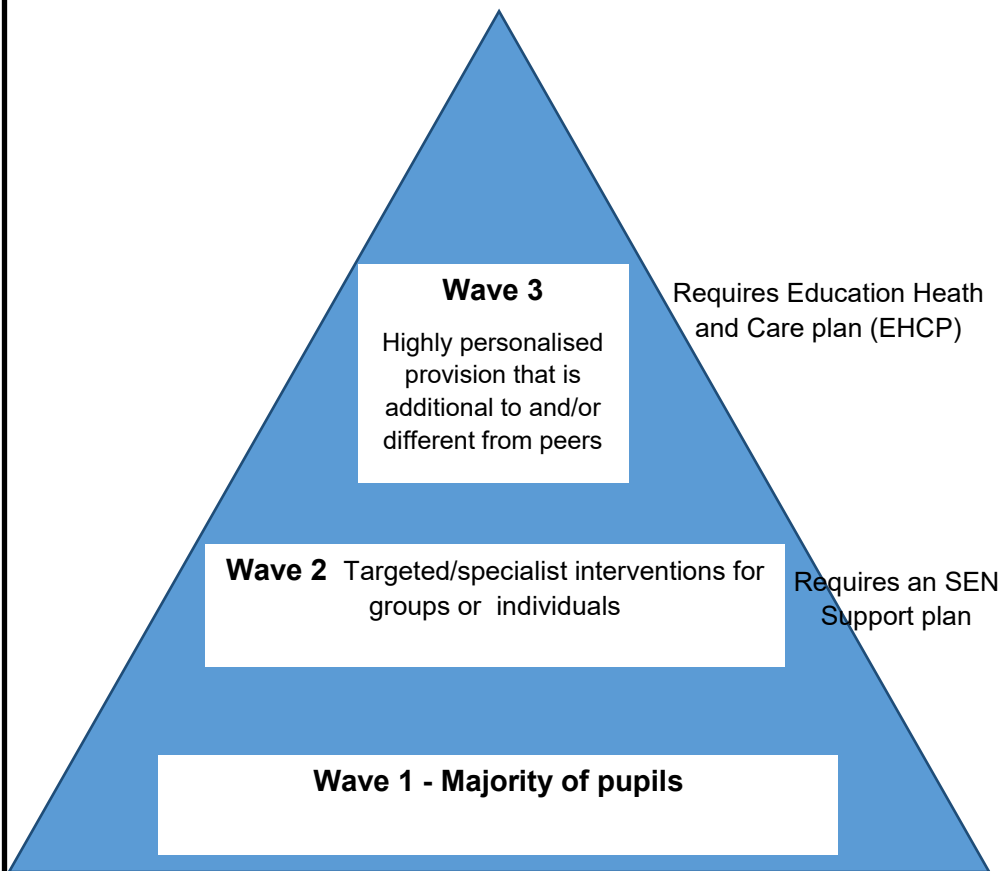 Wave 3
Highly personalised
provision that is
additional to and/or
different from peers
Requires Education Heath
and Care plan (EHCP)
Wave 2 Targeted/specialist interventions for
groups or individuals
Requires an SEN
Support plan
Wave 1 - Majority of pupils